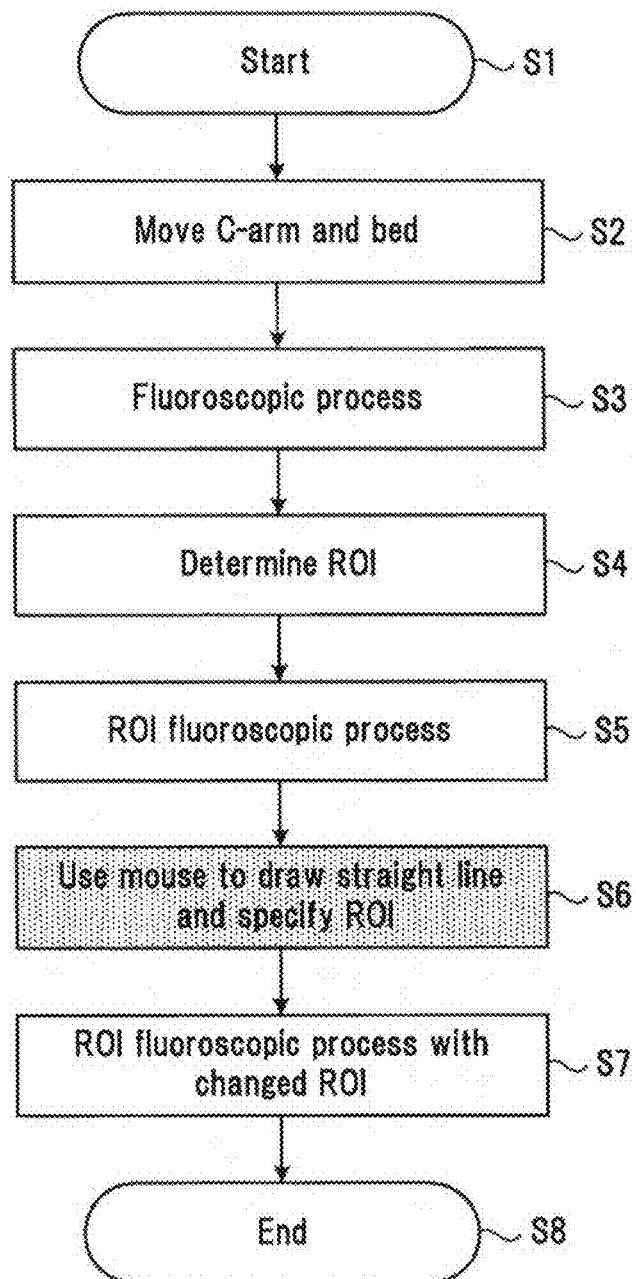 Start
S1
Move C-arm and bed
S2
Fluoroscopic process
S3
Determine ROI
S4
ROI fluoroscopic process
S5
Use mouse to draw straight line
and specify ROI
S6
ROI fluoroscopic process with
changed ROI
S7
End
S8